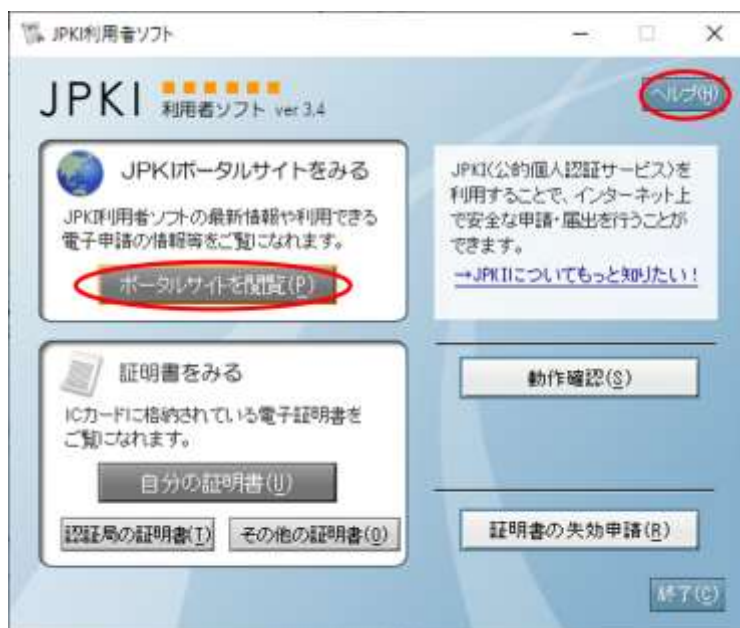 JPKI利用者ソフト
JPKI 利用者ソフト ver 3.4
ヘルプ(H)
JPKIポータルサイトをみる
JPKI利用者ソフトの最新情報や利用できる
電子申請の情報等をご覧になれます。
ポータルサイトを閲覧(P)
JPKI(公的個人認証サービス)を
利用することで、インターネット上
で安全な申請・届出を行うことが
できます。
→JPKIについてもっと知りたい!
証明書をみる
ICカードに格納されている電子証明書を
ご覧になれます。
自分の証明書(U)
認証局の証明書(T) その他の証明書(O)
動作確認(S)
証明書の失効申請(R)
終了(C)